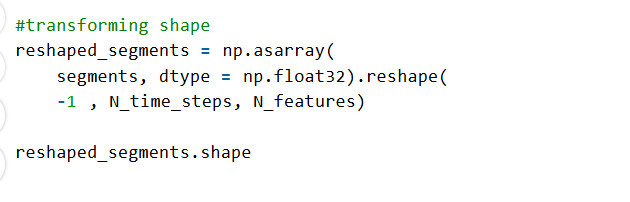 #transforming shape
reshaped_segments = np.asarray(
    segments, dtype = np.float32).reshape(
    -1 , N_time_steps, N_features)
reshaped_segments.shape